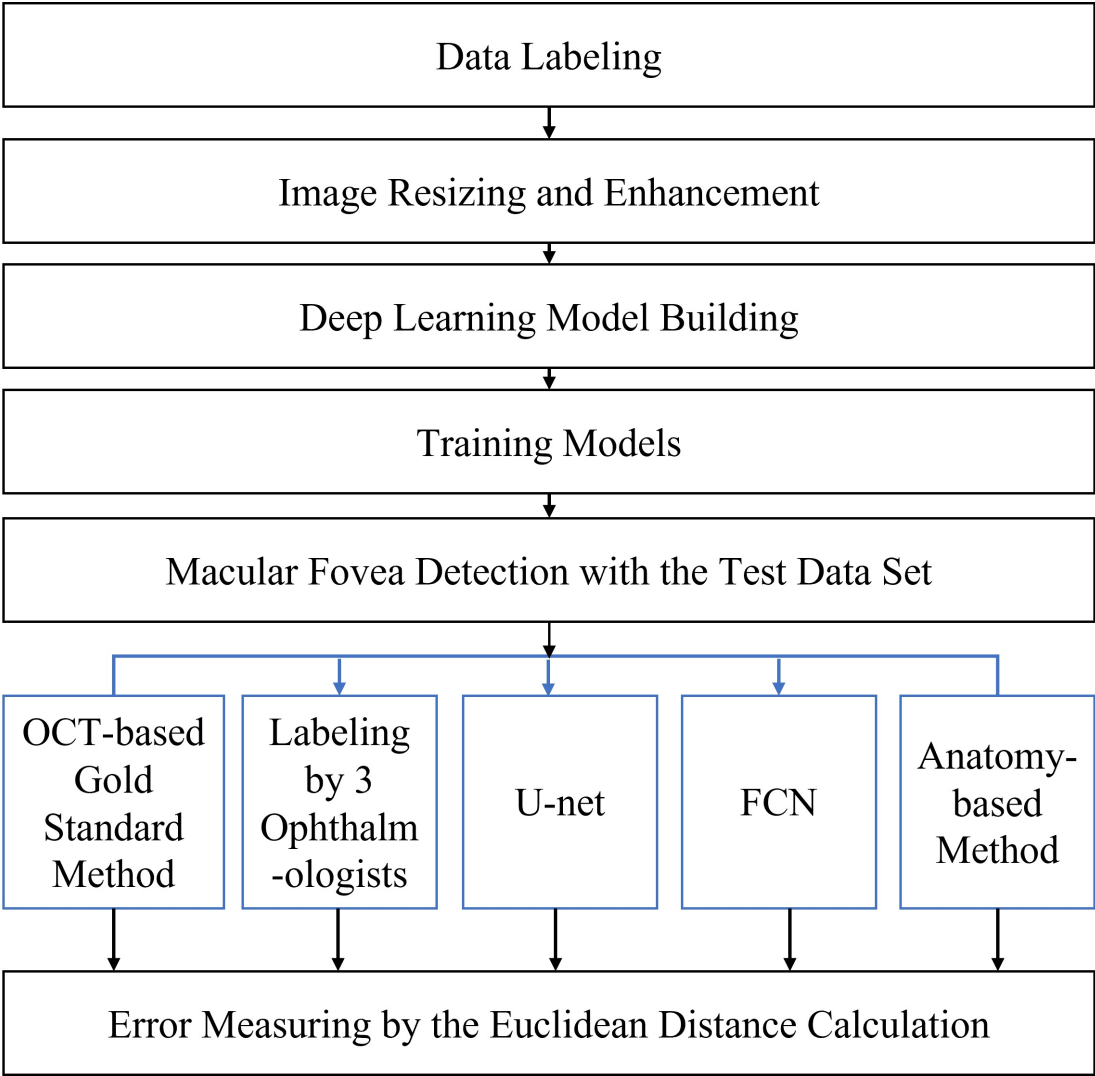 Data Labeling
Image Resizing and Enhancement
Deep Learning Model Building
Training Models
Macular Fovea Detection with the Test Data Set
OCT-based
Gold
Standard
Method
Labeling
by 3
Ophthalm
-ologists
U-net
FCN
Anatomy-
based
Method
Error Measuring by the Euclidean Distance Calculation